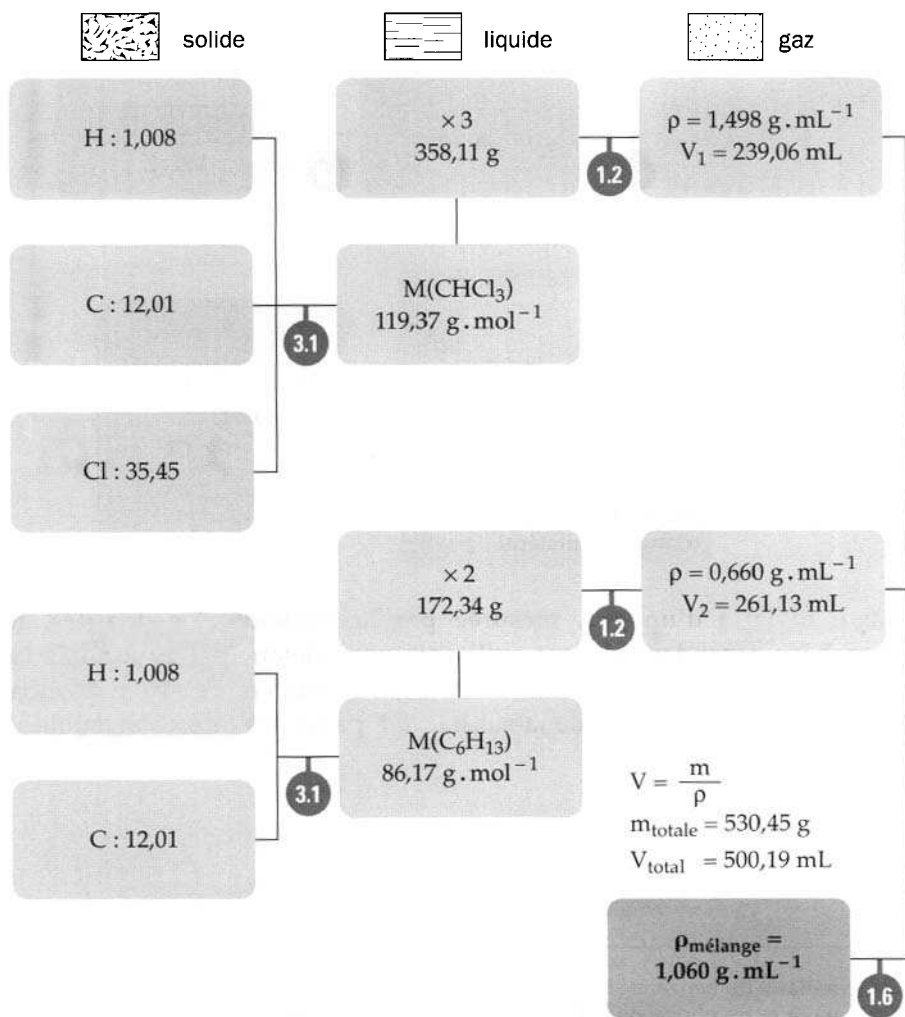 solide
liquide
gaz
H : 1,008
× 3
358,11 g
1.2
ρ = 1,498 g . mL⁻¹
V₁ = 239,06 mL
C : 12,01
3.1
M(CHCl₃)
119,37 g . mol⁻¹
Cl : 35,45
× 2
172,34 g
1.2
ρ = 0,660 g . mL⁻¹
V₂ = 261,13 mL
H : 1,008
3.1
M(C₆H₁₃)
86,17 g . mol⁻¹
C : 12,01
V = m/ρ
m_totale = 530,45 g
V_total = 500,19 mL
ρ_mélange =
1,060 g . mL⁻¹
1.6